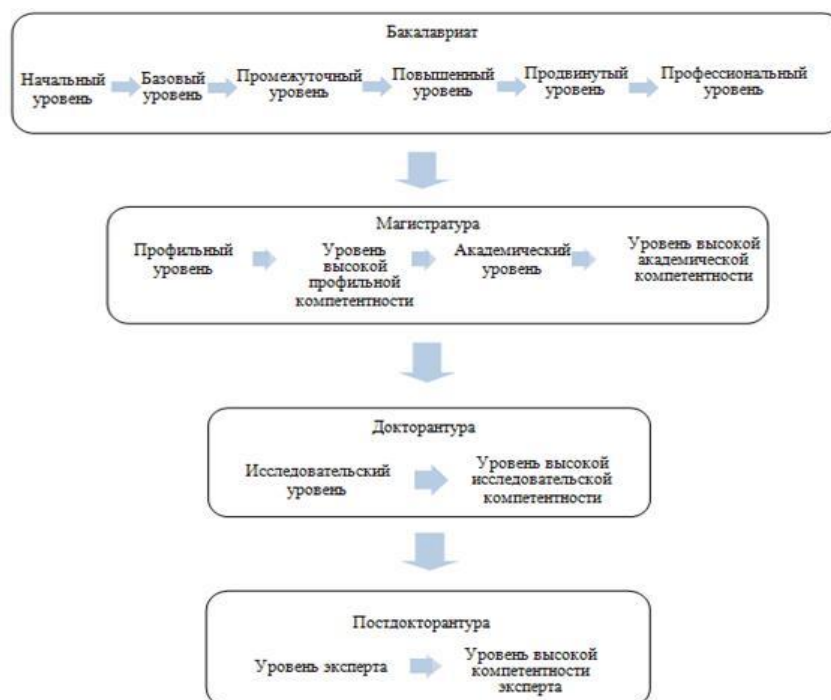 Бакалавриат
Начальный уровень
Базовый уровень
Промежуточный уровень
Повышенный уровень
Продвинутый уровень
Профессиональный уровень
Магистратура
Профильный
уровень
Уровень
высокой
профильной
компетентности
Академический
уровень
Уровень высокой
академической
компетентности
Докторантура
Исследовательский
уровень
Уровень высокой
исследовательской
компетентности
Постдокторантура
Уровень эксперта
Уровень высокой
компетентности
эксперта